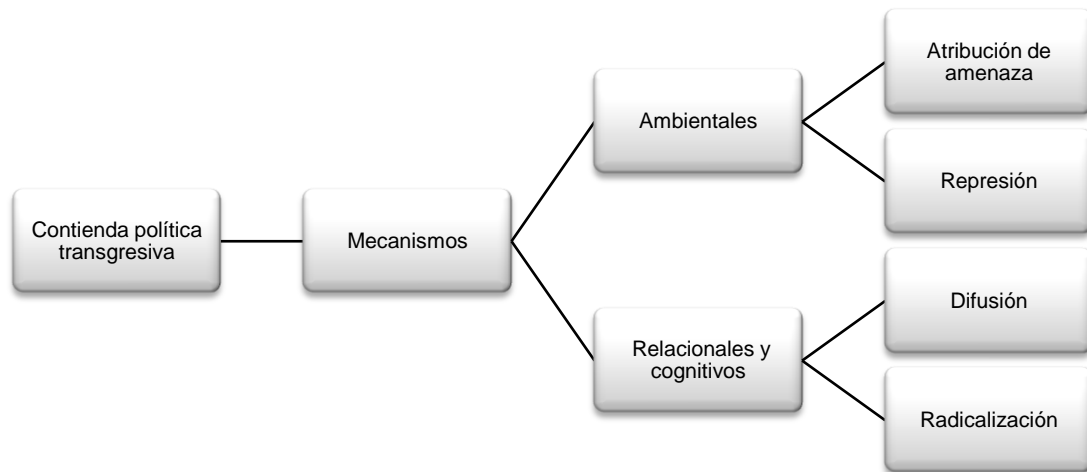 Contienda política
transgresiva
Mecanismos
Ambientales
Atribución de
amenaza
Represión
Relacionales y
cognitivos
Difusión
Radicalización